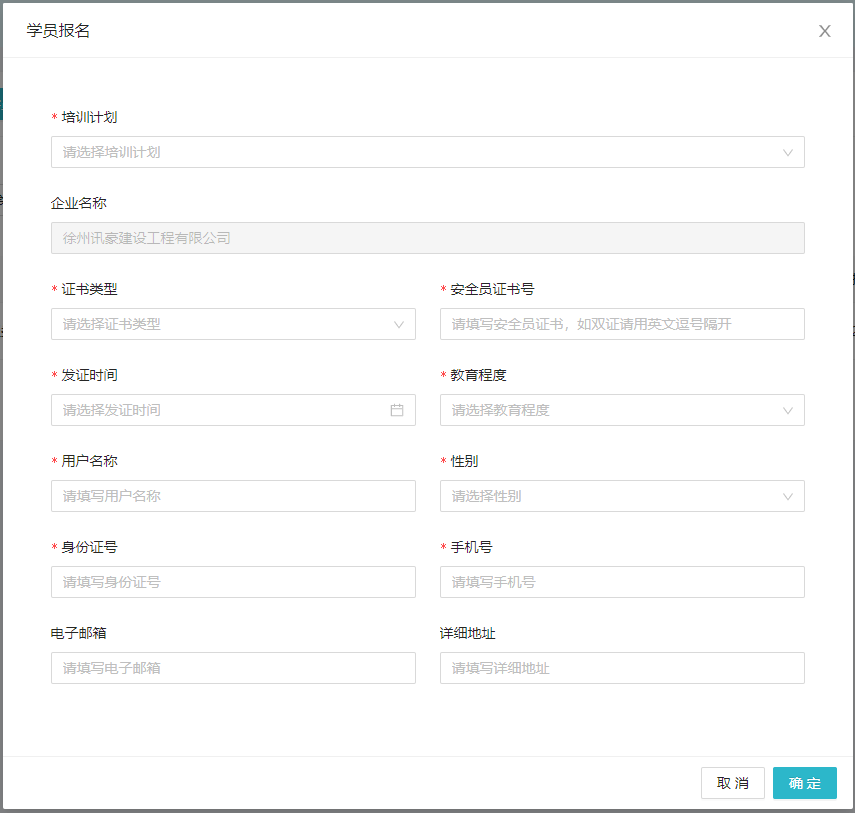 学员报名
* 培训计划
请选择培训计划
企业名称
徐州讯豪建设工程有限公司
* 证书类型
* 安全员证书号
请选择证书类型
请填写安全员证书，如双证请用英文逗号隔开
* 发证时间
* 教育程度
请选择发证时间
请选择教育程度
* 用户名称
* 性别
请填写用户名称
请选择性别
* 身份证号
* 手机号
请填写身份证号
请填写手机号
电子邮箱
详细地址
请填写电子邮箱
请填写详细地址
取 消
确 定